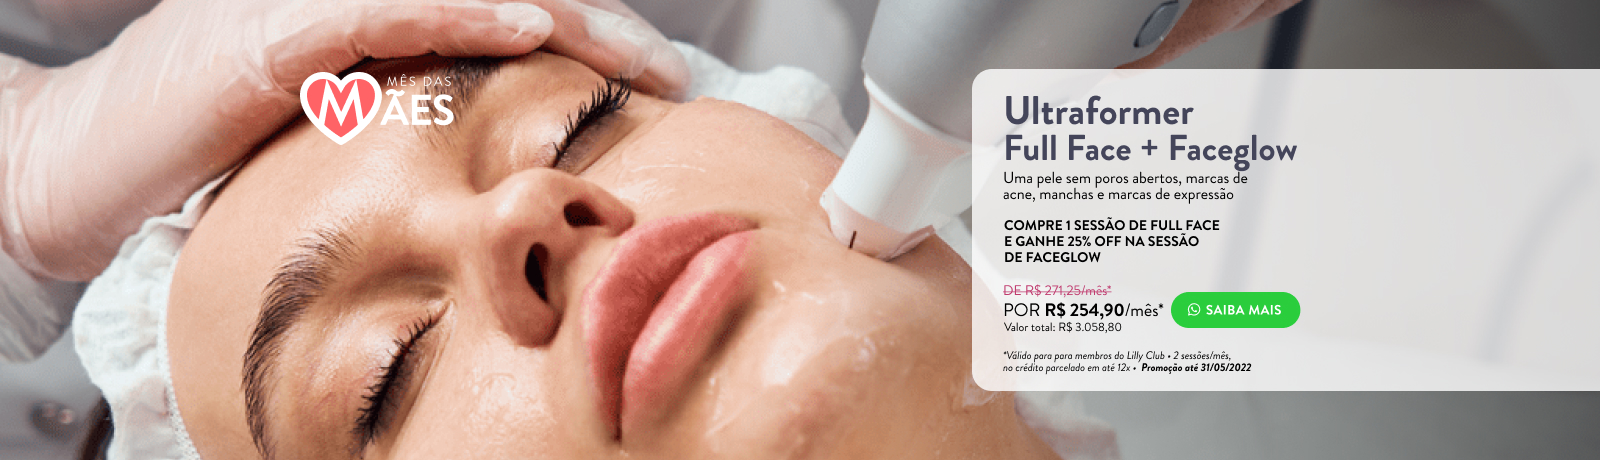 MÊS DAS
MÃES
Ultraformer
Full Face + Faceglow
Uma pele sem poros abertos, marcas de
acne, manchas e marcas de expressão
COMPRE 1 SESSÃO DE FULL FACE
E GANHE 25% OFF NA SESSÃO
DE FACEGLOW
DE R$ 271,25/mês*
POR R$ 254,90/mês*
SAIBA MAIS
Valor total: R$ 3.058,80
*Válido para para membros do Lilly Club • 2 sessões/mês,
no crédito parcelado em até 12x • Promoção até 31/05/2022